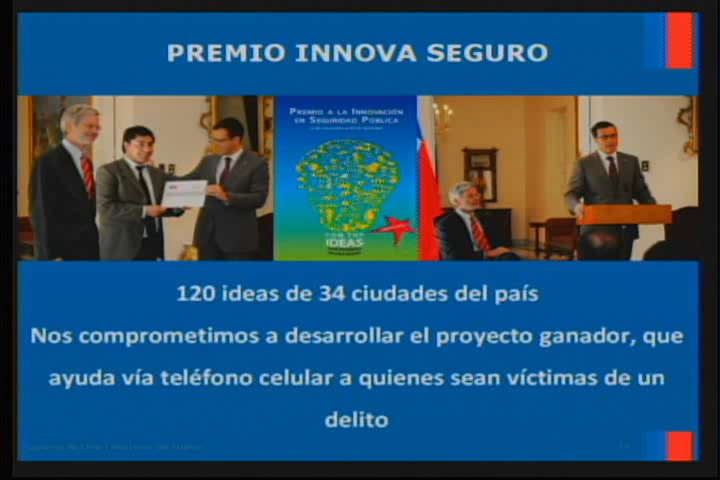 PREMIO INNOVA SEGURO
PREMIO A LA INNOVACIÓN
EN SEGURIDAD PÚBLICA
IDEAS
120 ideas de 34 ciudades del país
Nos comprometimos a desarrollar el proyecto ganador, que
ayuda vía teléfono celular a quienes sean víctimas de un
delito